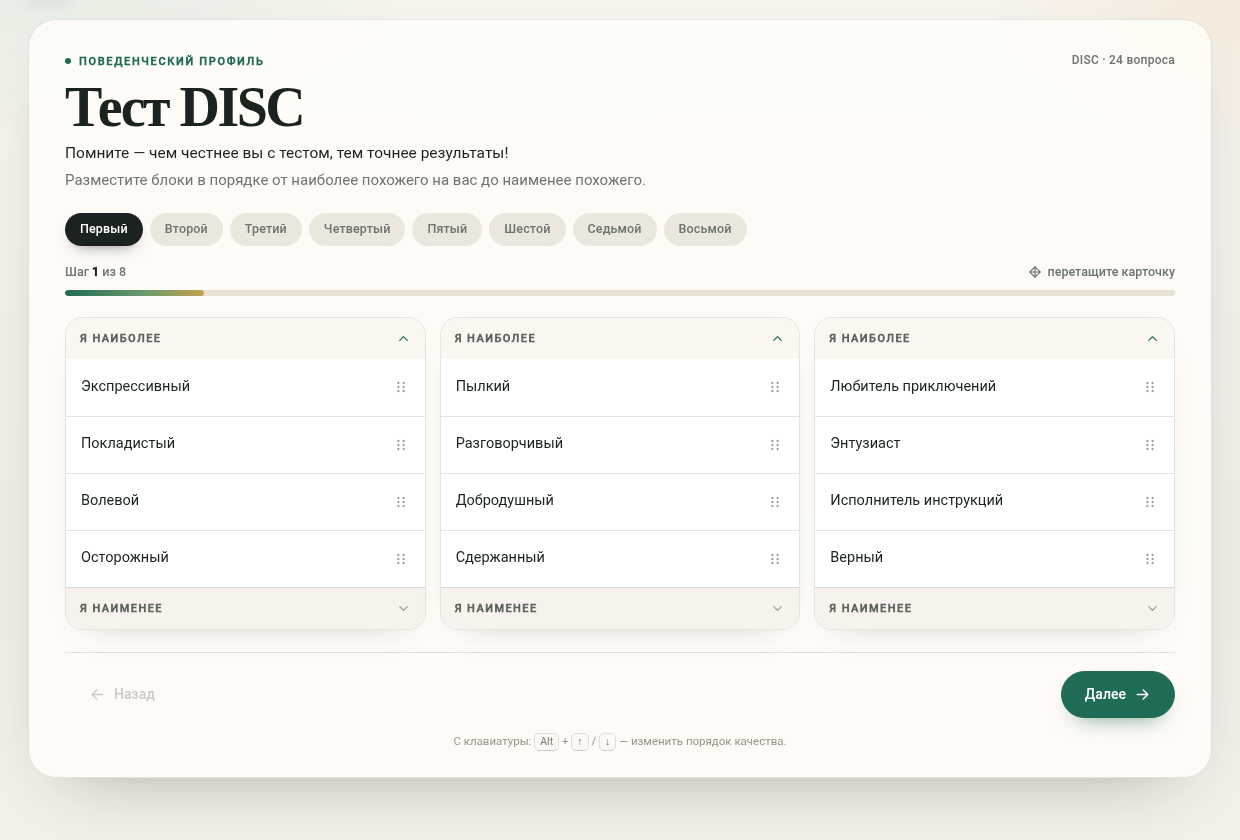 ПОВЕДЕНЧЕСКИЙ ПРОФИЛЬ
DISC · 24 вопроса
Тест DISC
Помните — чем честнее вы с тестом, тем точнее результаты!
Разместите блоки в порядке от наиболее похожего на вас до наименее похожего.
Первый Второй Третий Четвертый Пятый Шестой Седьмой Восьмой
Шаг 1 из 8
перетащите карточку
Я НАИБОЛЕЕ
Экспрессивный
Покладистый
Волевой
Осторожный
Я НАИМЕНЕЕ
Я НАИБОЛЕЕ
Пылкий
Разговорчивый
Добродушный
Сдержанный
Я НАИМЕНЕЕ
Я НАИБОЛЕЕ
Любитель приключений
Энтузиаст
Исполнитель инструкций
Верный
Я НАИМЕНЕЕ
← Назад
Далее →
С клавиатуры: Alt + ↑ / ↓ — изменить порядок качества.